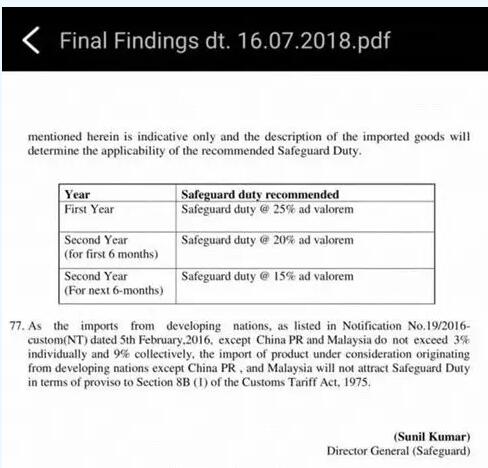 Final Findings dt. 16.07.2018.pdf
mentioned herein is indicative only and the description of the imported goods will
determine the applicability of the recommended Safeguard Duty.
Year Safeguard duty recommended
First Year Safeguard duty @ 25% ad valorem
Second Year Safeguard duty @ 20% ad valorem
(for first 6 months)
Second Year Safeguard duty @ 15% ad valorem
(For next 6-months)
77. As the imports from developing nations, as listed in Notification No.19/2016-
custom(NT) dated 5th February,2016, except China PR and Malaysia do not exceed 3%
individually and 9% collectively, the import of product under consideration originating
from developing nations except China PR , and Malaysia will not attract Safeguard Duty
in terms of proviso to Section 8B (1) of the Customs Tariff Act, 1975.
(Sunil Kumar)
Director General (Safeguard)